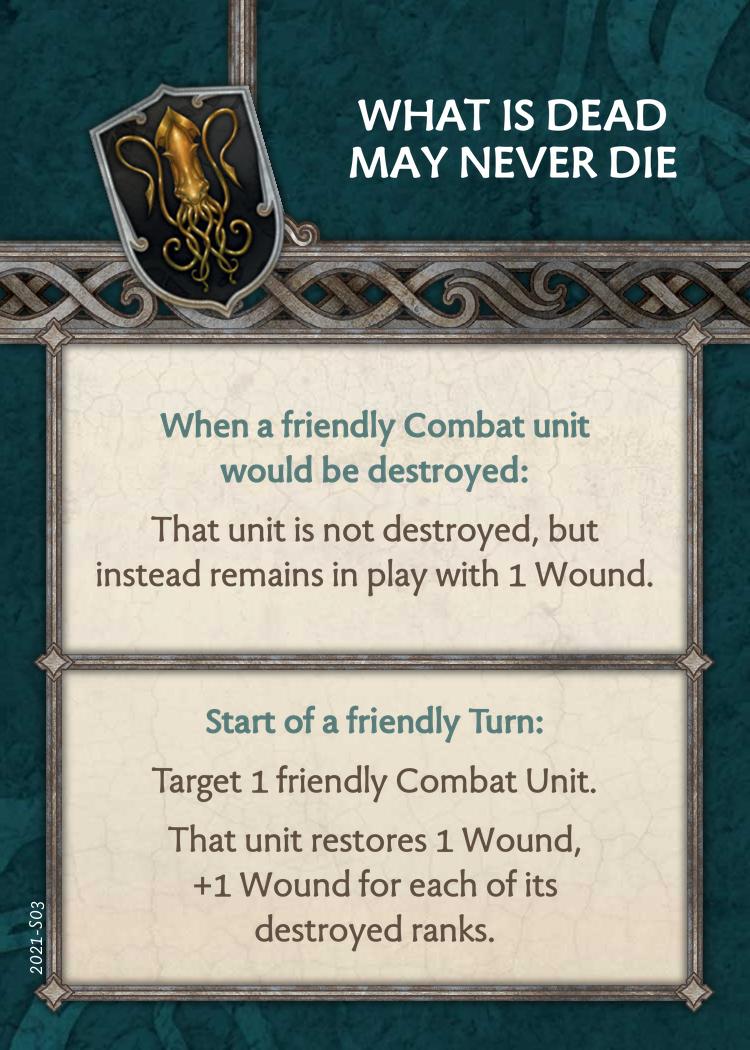 WHAT IS DEAD
MAY NEVER DIE
When a friendly Combat unit
would be destroyed:
That unit is not destroyed, but
instead remains in play with 1 Wound.
Start of a friendly Turn:
Target 1 friendly Combat Unit.
That unit restores 1 Wound,
+1 Wound for each of its
destroyed ranks.
2021-S03